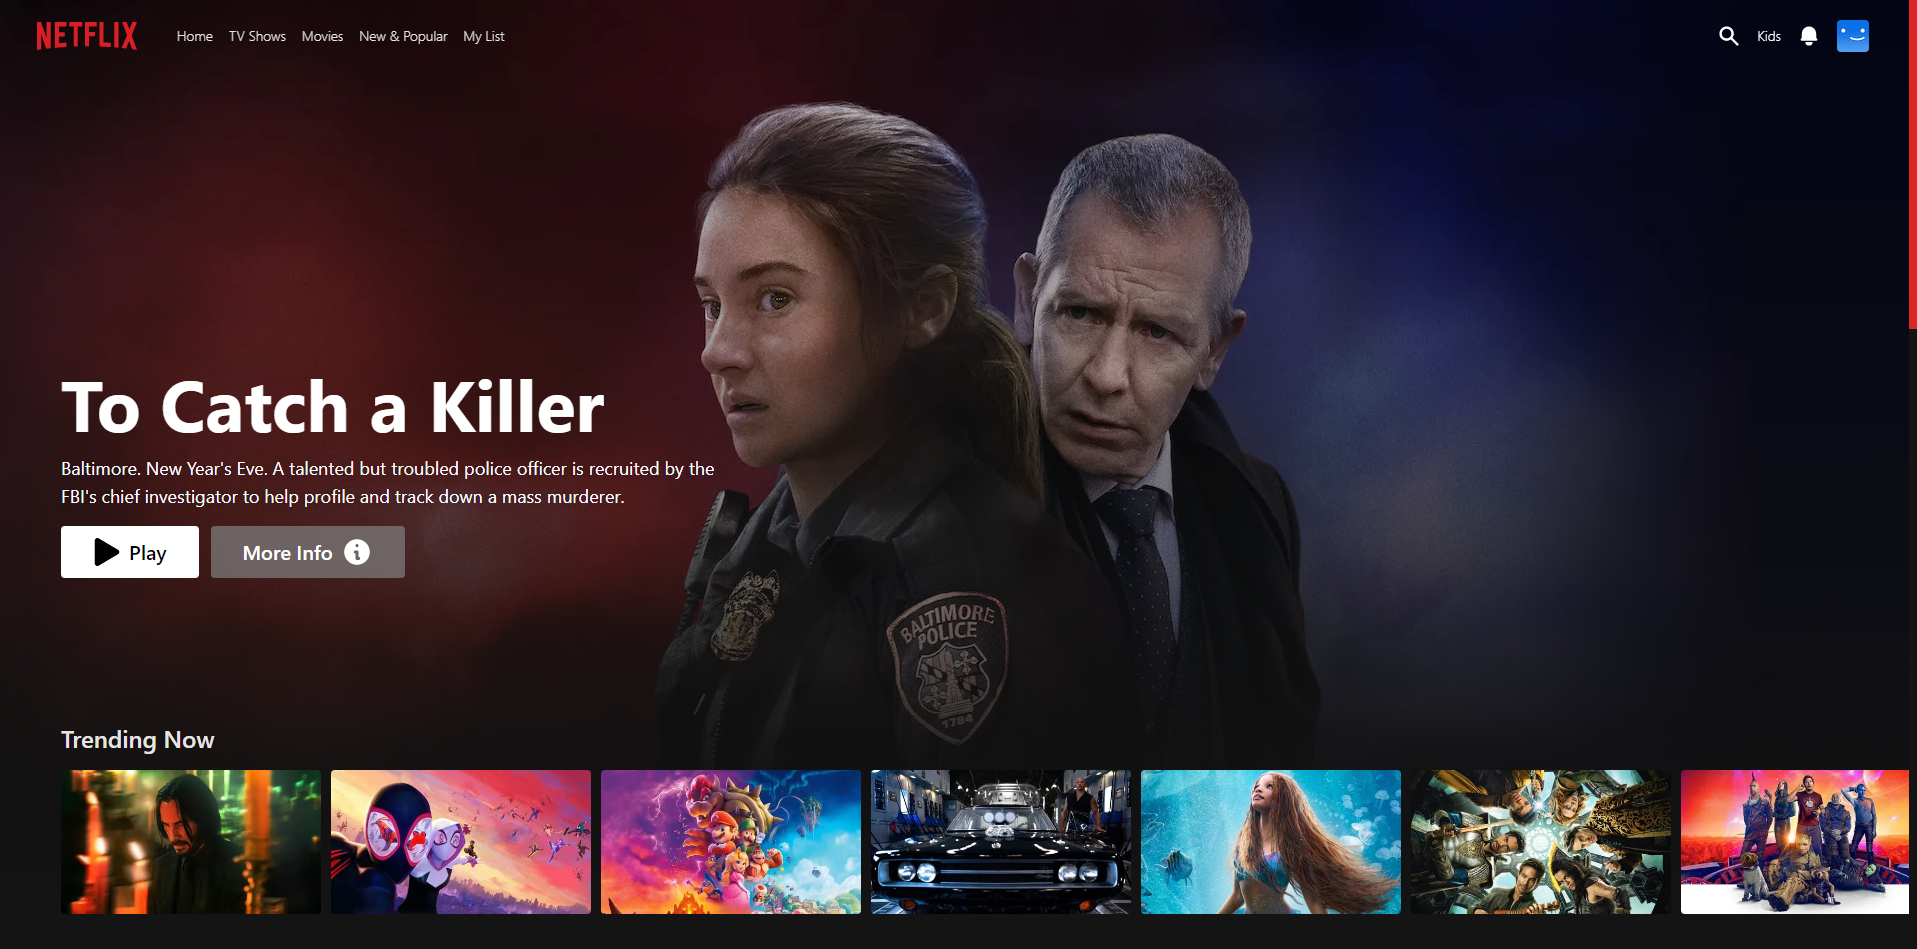 NETFLIX
Home
TV Shows
Movies
New & Popular
My List
Kids
To Catch a Killer
Baltimore. New Year's Eve. A talented but troubled police officer is recruited by the
FBI's chief investigator to help profile and track down a mass murderer.
Play
More Info
BALTIMORE
POLICE
1784
Trending Now